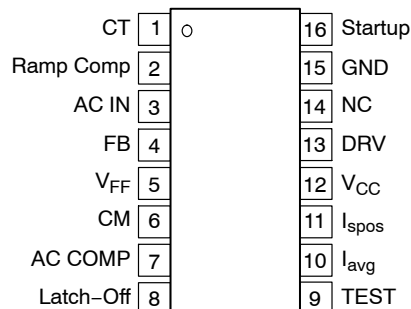 CT 1 16 Startup
Ramp Comp 2 15 GND
AC IN 3 14 NC
FB 4 13 DRV
VFF 5 12 VCC
CM 6 11 Ispos
AC COMP 7 10 Iavg
Latch–Off 8 9 TEST